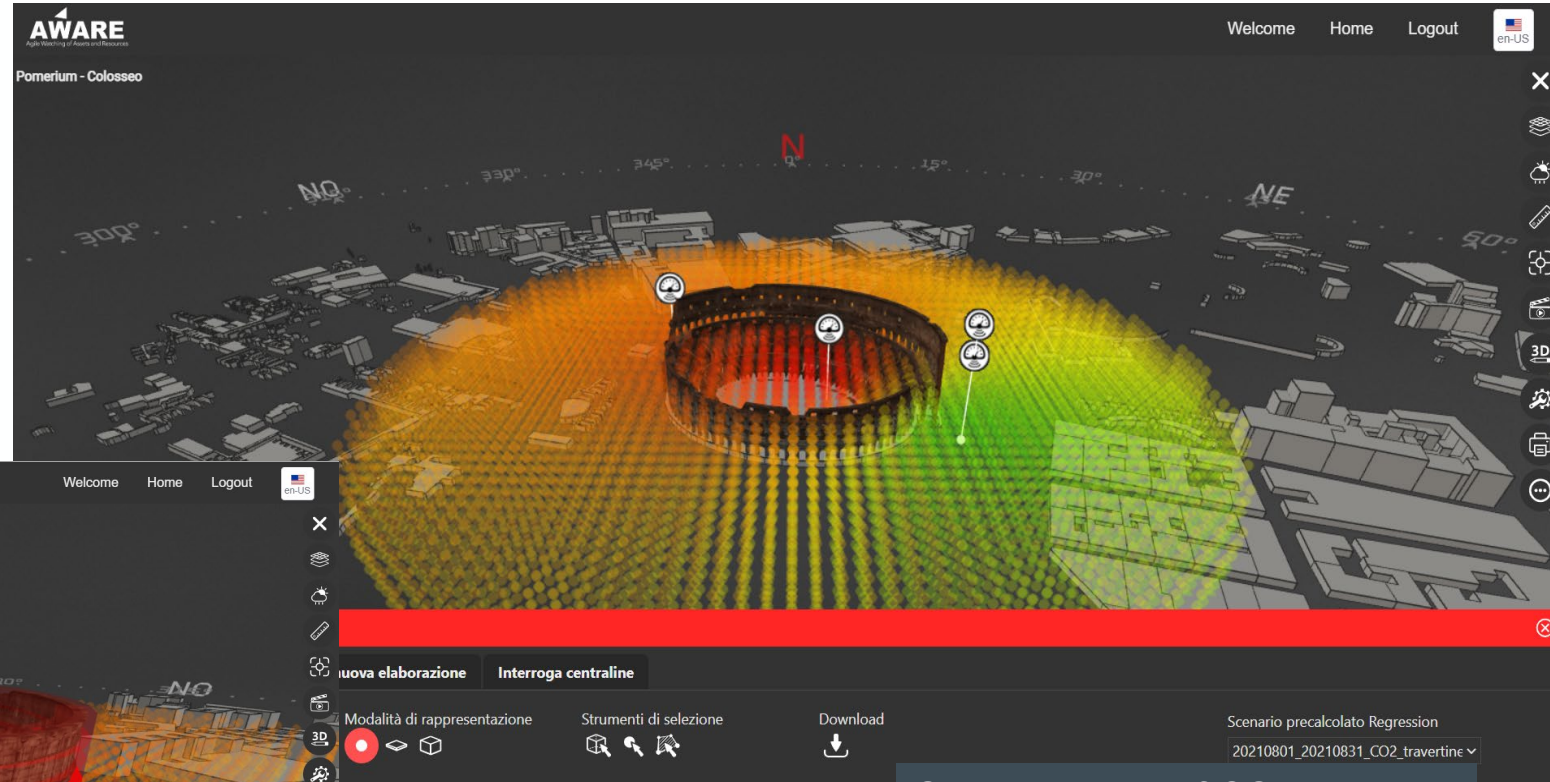 AWARE
Agile Watching of Assets and Resources
Welcome Home Logout
en-US
Pomerium - Colosseo
N
0°
345°
15°
330°
30°
NO
NE
300°
60°
3D
Welcome Home Logout
en-US
NO
3D
nuova elaborazione
Interroga centraline
Modalità di rappresentazione
Strumenti di selezione
Download
Scenario precalcolato Regression
20210801_20210831_CO2_travertine